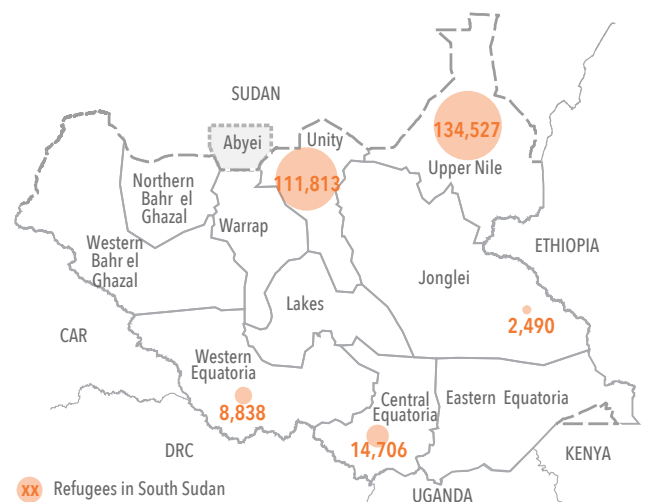 SUDAN
134,527
Abyei
Unity
Upper Nile
111,813
Northern
Bahr el
Ghazal
Warrap
Western
Bahr el
Ghazal
ETHIOPIA
Jonglei
Lakes
2,490
CAR
Western
Equatoria
8,838
Central
Equatoria
Eastern Equatoria
14,706
DRC
KENYA
xx Refugees in South Sudan
UGANDA